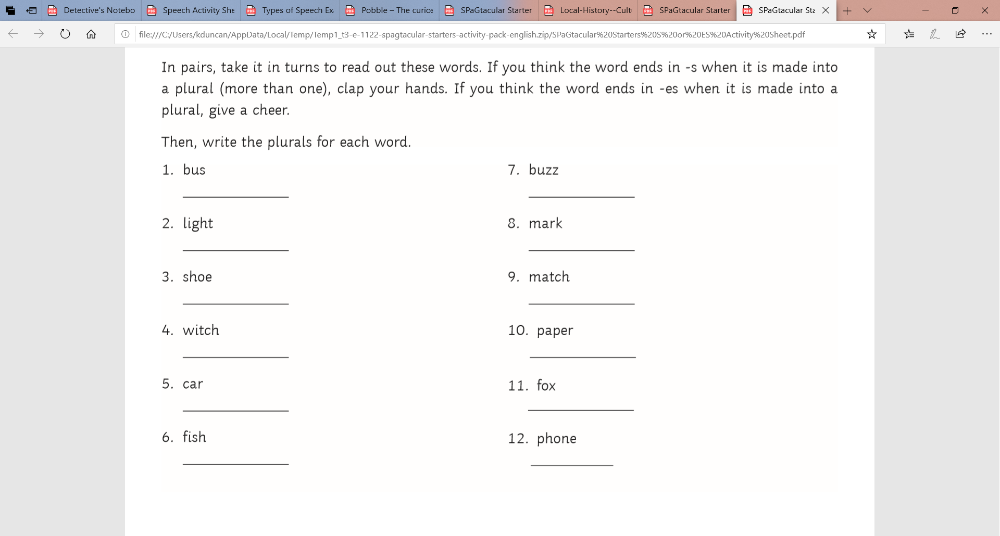 Detective's Notebo
Speech Activity She
Types of Speech Ex
Pobble – The curios
SPaGtacular Starter
Local-History--Cult
SPaGtacular Starter
SPaGtacular Sta
file:///C:/Users/kduncan/AppData/Local/Temp/Temp1_t3-e-1122-spagtacular-starters-activity-pack-english.zip/SPaGtacular%20Starters%20S%20or%20ES%20Activity%20Sheet.pdf
In pairs, take it in turns to read out these words. If you think the word ends in -s when it is made into
a plural (more than one), clap your hands. If you think the word ends in -es when it is made into a
plural, give a cheer.
Then, write the plurals for each word.
1. bus
2. light
3. shoe
4. witch
5. car
6. fish
7. buzz
8. mark
9. match
10. paper
11. fox
12. phone